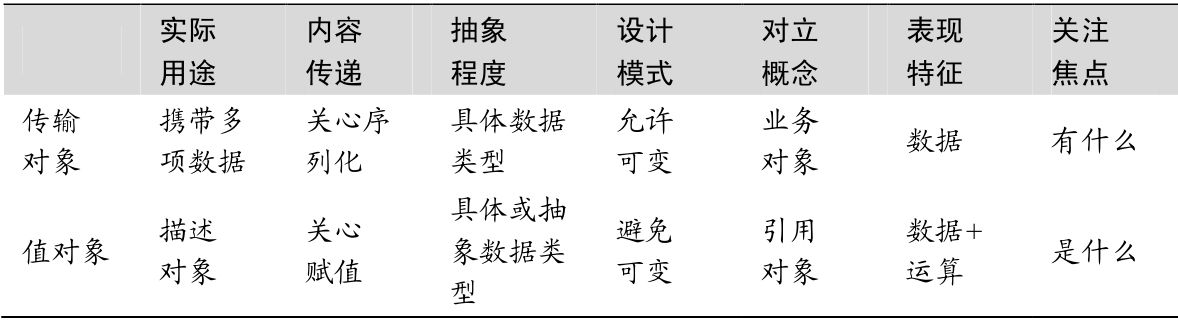 实际 内容 抽象 设计 对立 表现 关注
用途 传递 程度 模式 概念 特征 焦点
传输 携带多 关心序 具体数据 允许 业务 数据 有什么
对象 项数据 列化 类型 可变 对象
值对象 描述 关心 具体或抽 避免 引用 数据+ 是什么
对象 赋值 象数据类 可变 对象 运算
型